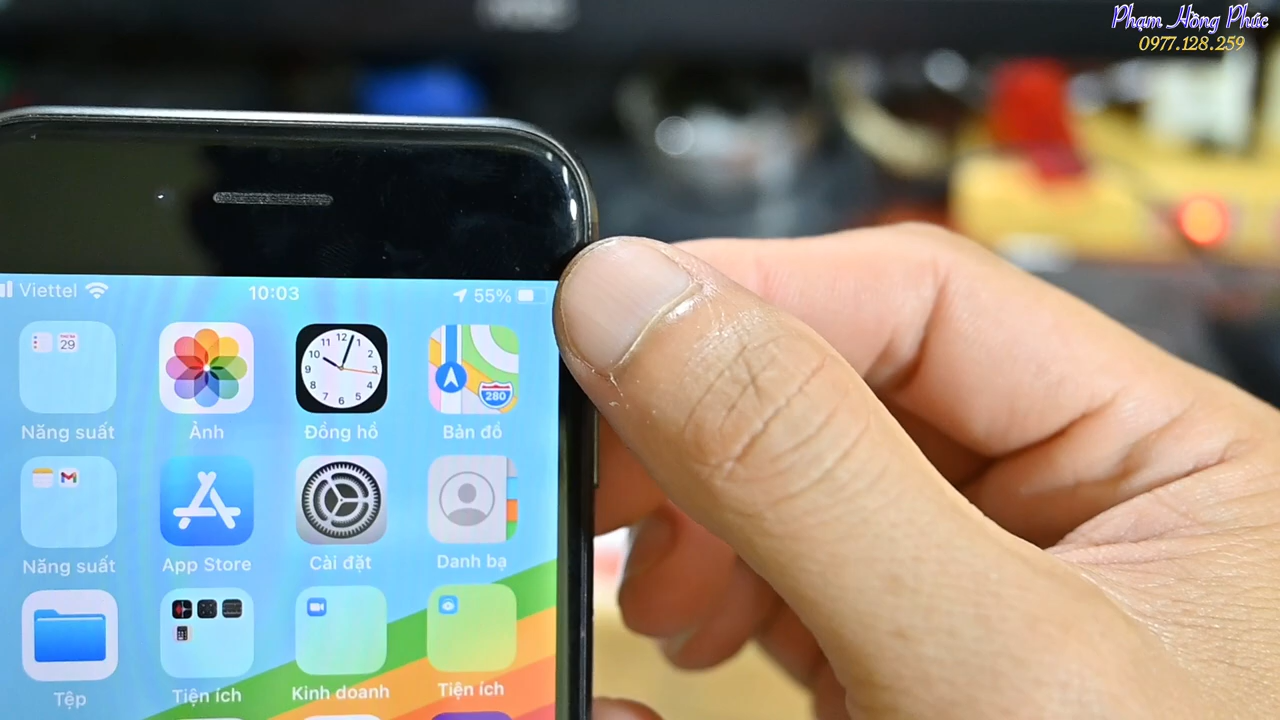 Phạm Hồng Phúc
0977.128.259
Viettel
10:03
55%
29
280
Năng suất
Ảnh
Đồng hồ
Bản đồ
Năng suất
App Store
Cài đặt
Danh bạ
Tệp
Tiện ích
Kinh doanh
Tiện ích